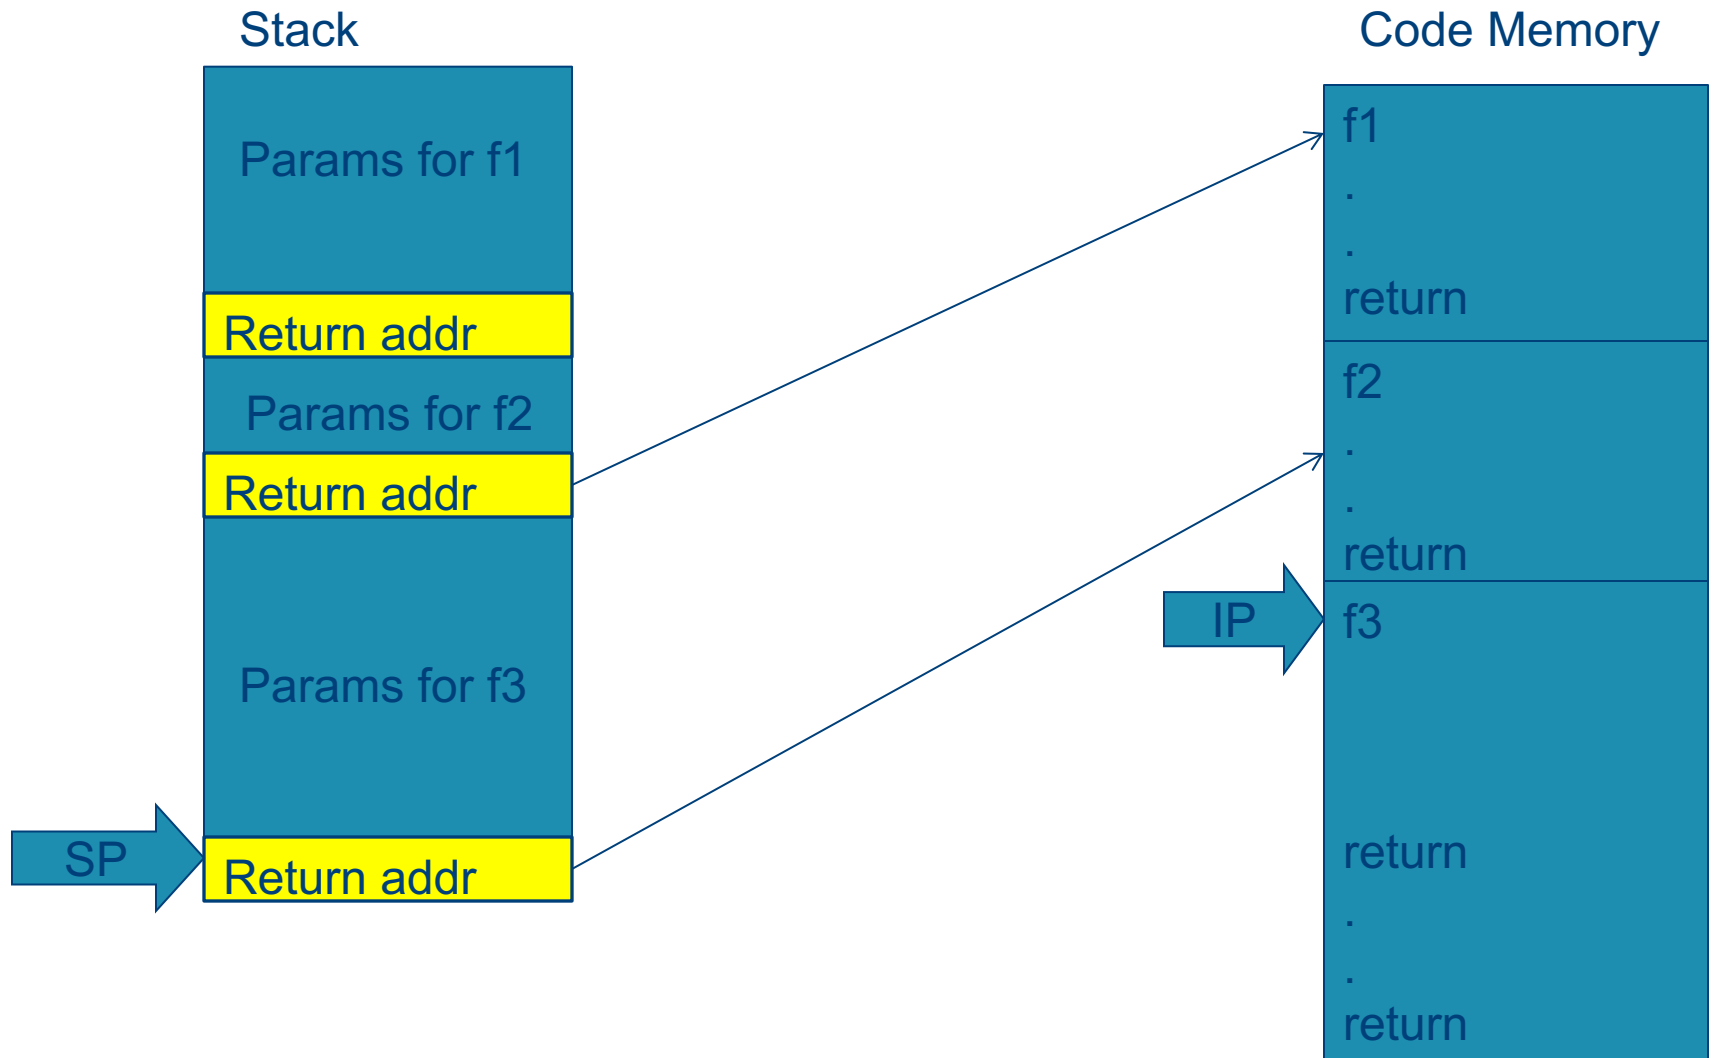 Stack
Params for f1
Return addr
Params for f2
Return addr
Params for f3
SP
Return addr
Code Memory
f1
.
.
return
f2
.
.
return
IP
f3
return
.
.
return